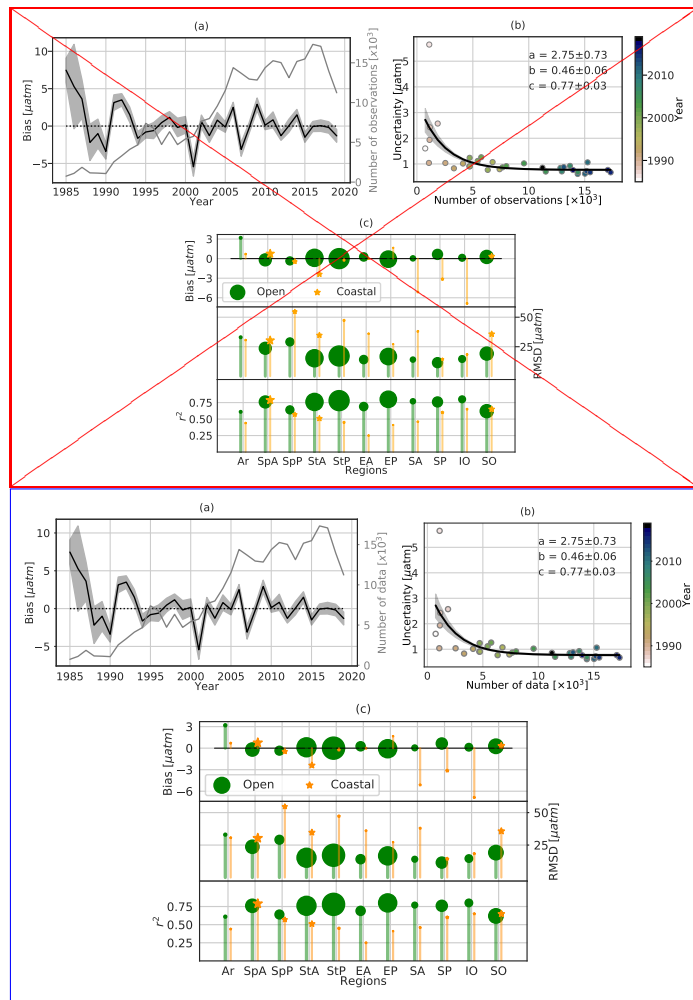 (a)
10
5
0
−5
Bias [μatm]
15
10
5
0
Number of observations [x10³]
1985 1990 1995 2000 2005 2010 2015 2020
Year
(b)
a = 2.75±0.73
b = 0.46±0.06
c = 0.77±0.03
5
4
3
2
1
Uncertainty [μatm]
0 5 10 15
Number of observations [×10³]
2010
2000
1990
Year
(c)
3
0
−3
−6
Bias [μatm]
Open Coastal
50
25
RMSD [μatm]
0.75
0.50
0.25
r²
Ar SpA SpP StA StP EA EP SA SP IO SO
Regions
(a)
10
5
0
−5
Bias [μatm]
15
10
5
0
Number of data [x10³]
1985 1990 1995 2000 2005 2010 2015 2020
Year
(b)
a = 2.75±0.73
b = 0.46±0.06
c = 0.77±0.03
5
4
3
2
1
Uncertainty [μatm]
0 5 10 15
Number of data [×10³]
2010
2000
1990
Year
(c)
3
0
−3
−6
Bias [μatm]
Open Coastal
50
25
RMSD [μatm]
0.75
0.50
0.25
r²
Ar SpA SpP StA StP EA EP SA SP IO SO
Regions